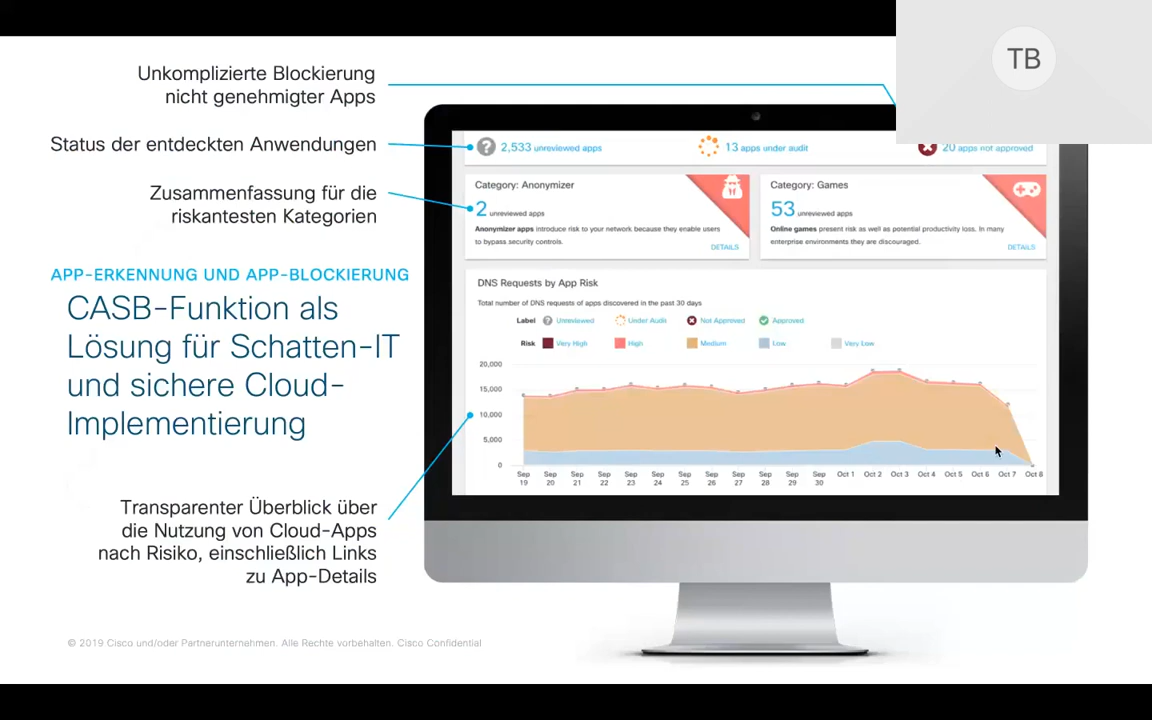 TB
Unkomplizierte Blockierung
nicht genehmigter Apps
Status der entdeckten Anwendungen
Zusammenfassung für die
riskantesten Kategorien
APP-ERKENNUNG UND APP-BLOCKIERUNG
CASB-Funktion als
Lösung für Schatten-IT
und sichere Cloud-
Implementierung
Transparenter Überblick über
die Nutzung von Cloud-Apps
nach Risiko, einschließlich Links
zu App-Details
2,533 unreviewed apps
13 apps under audit
20 apps not approved
Category: Anonymizer
2 unreviewed apps
Anonymizer apps introduce risk to your network because they enable users
to bypass security controls.
DETAILS
Category: Games
53 unreviewed apps
Online games present risk as well as potential productivity loss. In many
enterprise environments they are discouraged.
DETAILS
DNS Requests by App Risk
Total number of DNS requests of apps discovered in the past 30 days
Label Unreviewed Under Audit Not Approved Approved
Risk Very High High Medium Low Very Low
20,000
15,000
10,000
5,000
0
Sep 19 Sep 20 Sep 21 Sep 22 Sep 23 Sep 24 Sep 25 Sep 26 Sep 27 Sep 28 Sep 29 Sep 30 Oct 1 Oct 2 Oct 3 Oct 4 Oct 5 Oct 6 Oct 7 Oct 8
© 2019 Cisco und/oder Partnerunternehmen. Alle Rechte vorbehalten. Cisco Confidential